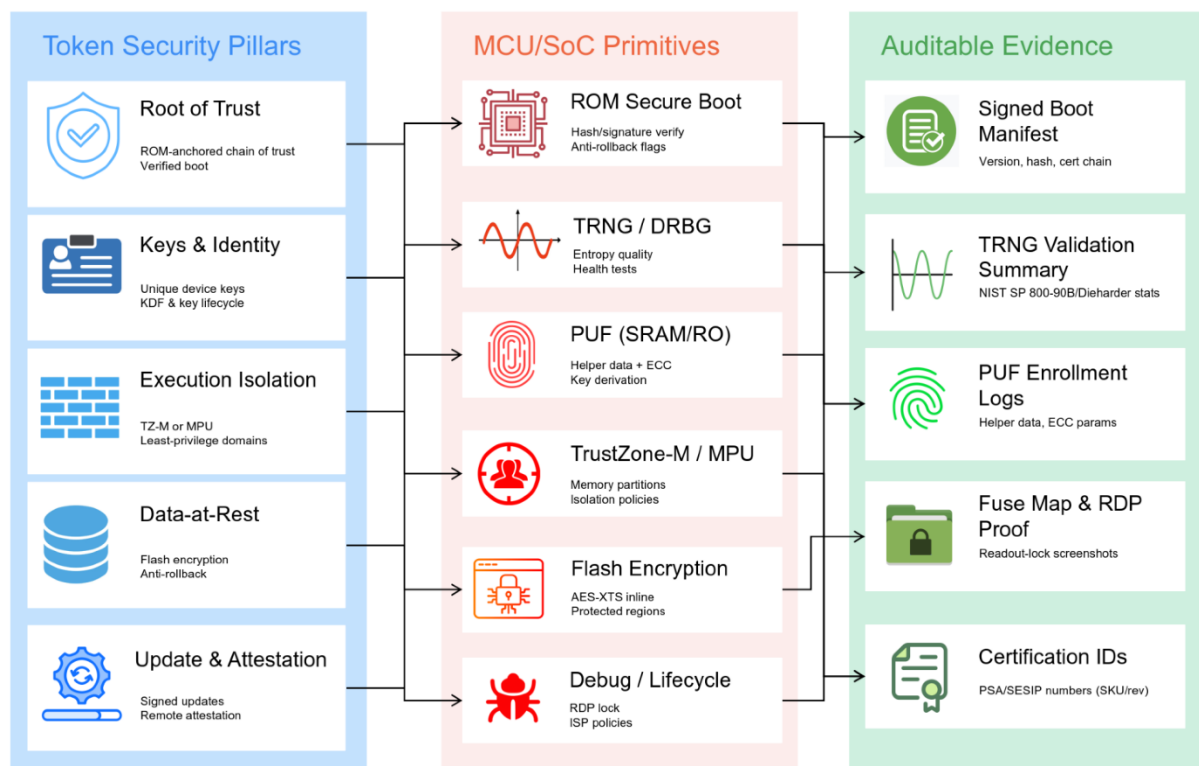 Token Security Pillars
Root of Trust
ROM-anchored chain of trust
Verified boot
Keys & Identity
Unique device keys
KDF & key lifecycle
Execution Isolation
TZ-M or MPU
Least-privilege domains
Data-at-Rest
Flash encryption
Anti-rollback
Update & Attestation
Signed updates
Remote attestation
MCU/SoC Primitives
ROM Secure Boot
Hash/signature verify
Anti-rollback flags
TRNG / DRBG
Entropy quality
Health tests
PUF (SRAM/RO)
Helper data + ECC
Key derivation
TrustZone-M / MPU
Memory partitions
Isolation policies
Flash Encryption
AES-XTS inline
Protected regions
Debug / Lifecycle
RDP lock
ISP policies
Auditable Evidence
Signed Boot
Manifest
Version, hash, cert chain
TRNG Validation
Summary
NIST SP 800-90B/Dieharder stats
PUF Enrollment
Logs
Helper data, ECC params
Fuse Map & RDP
Proof
Readout-lock screenshots
Certification IDs
PSA/SESIP numbers (SKU/rev)